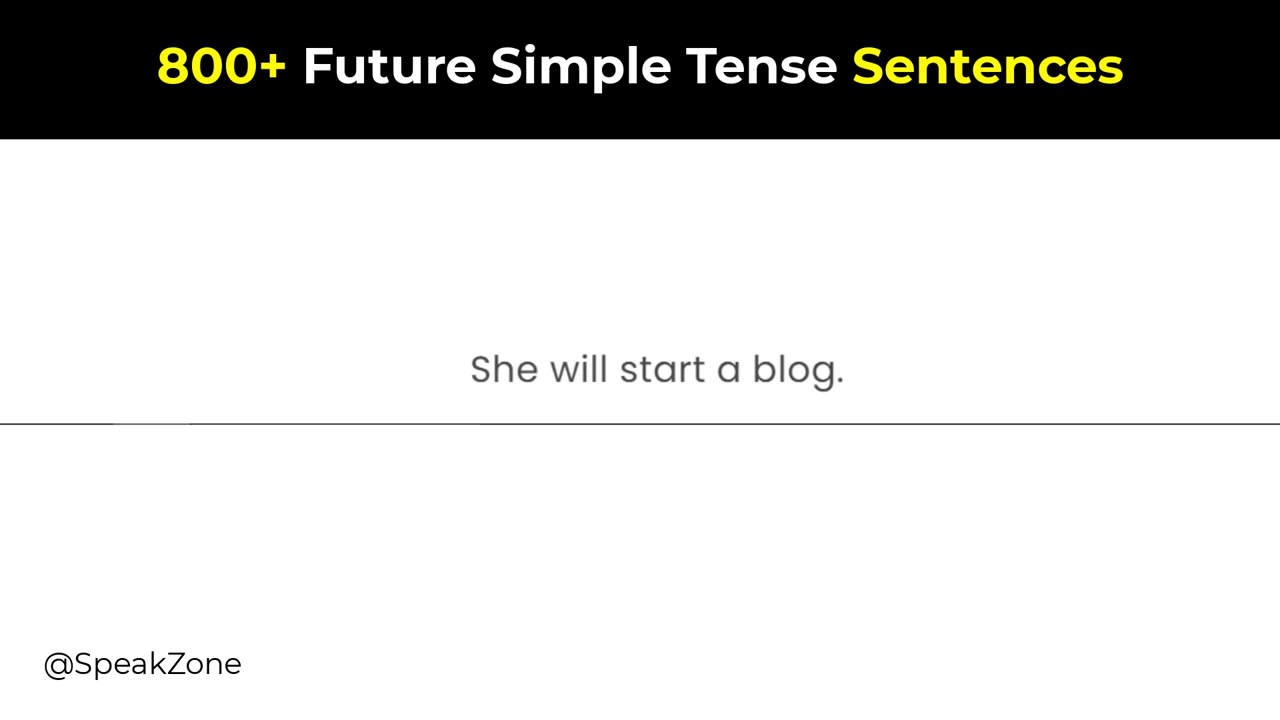 800+ Future Simple Tense Sentences
She will start a blog.
@SpeakZone